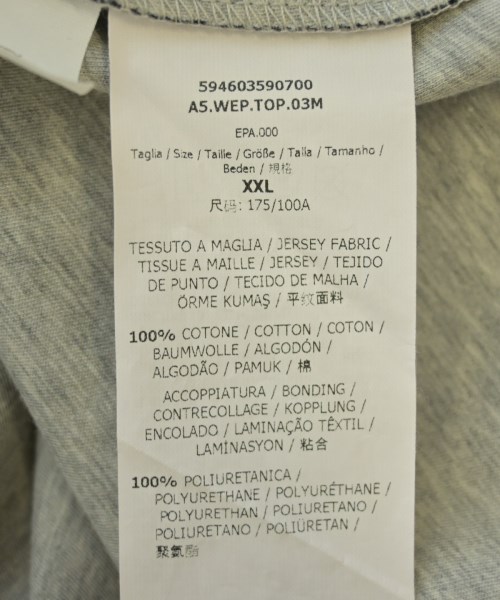 594603590700
A5.WEP.TOP.03M
EPA.000
Taglia / Size / Taille / Größe / Talla / Tamanho /
Beden / 規格
XXL
尺码: 175/100A
TESSUTO A MAGLIA / JERSEY FABRIC /
TISSUE A MAILLE / JERSEY / TEJIDO
DE PUNTO / TECIDO DE MALHA /
ÖRME KUMAŞ / 平纹面料
100% COTONE / COTTON / COTON /
BAUMWOLLE / ALGODÓN /
ALGODÃO / PAMUK / 棉
ACCOPPIATURA / BONDING /
CONTRECOLLAGE / KOPPLUNG /
ENCOLADO / LAMINAÇÃO TÊXTIL /
LAMİNASYON / 粘合
100% POLIURETANICA /
POLYURETHANE / POLYURÉTHANE /
POLYURETHAN / POLIURETANO /
POLIURETANO / POLİÜRETAN /
聚氨酯